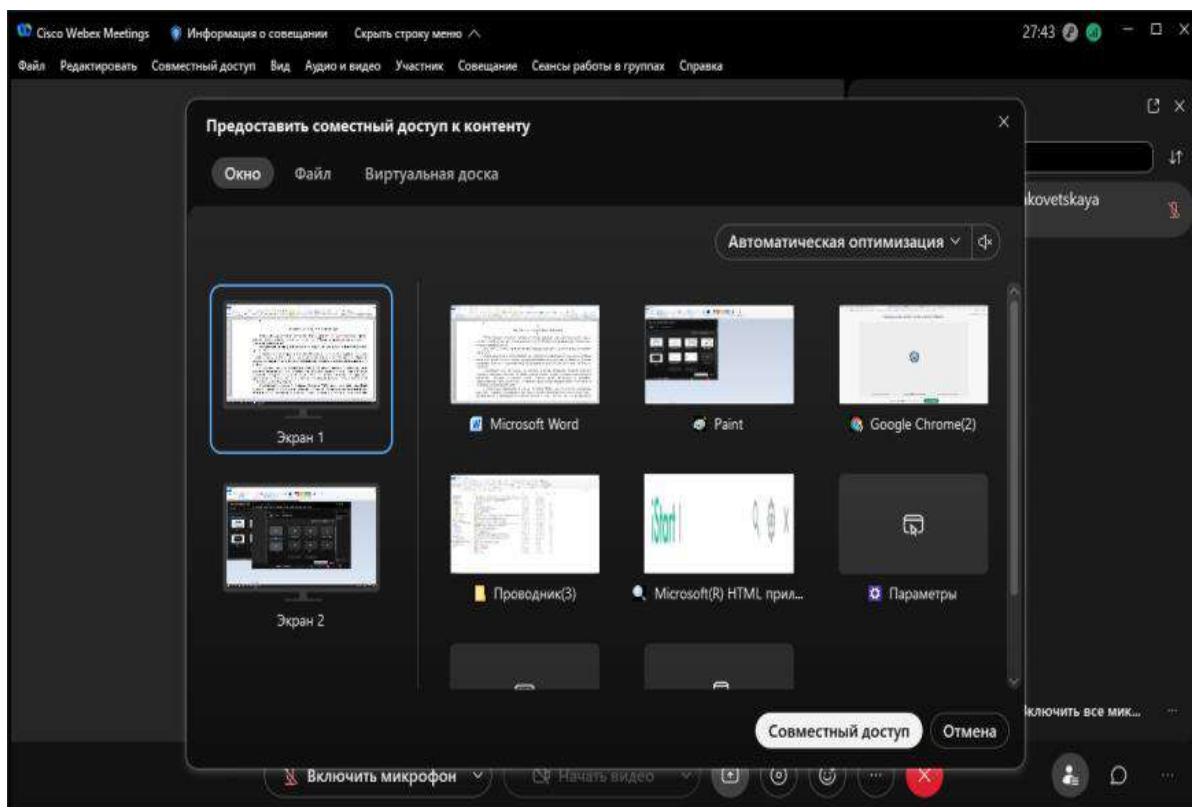 Cisco Webex Meetings Информация о совещании Скрыть строку меню 27:43
Файл Редактировать Совместный доступ Вид Аудио и видео Участник Совещание Сеансы работы в группах Справка
Предоставить соместный доступ к контенту
Окно Файл Виртуальная доска
kovetskaya
Автоматическая оптимизация
Экран 1
Microsoft Word Paint Google Chrome(2)
Start
Проводник(3) Microsoft(R) HTML прил... Параметры
Экран 2
ключить все мик... ...
Совместный доступ Отмена
Включить микрофон Начать видео